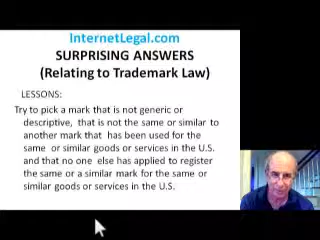 InternetLegal.com
SURPRISING ANSWERS
(Relating to Trademark Law)
LESSONS:
Try to pick a mark that is not generic or
descriptive, that is not the same or similar to
another mark that has been used for the
same or similar goods or services in the U.S.
and that no one else has applied to register
the same or a similar mark for the same or
similar goods or services in the U.S.